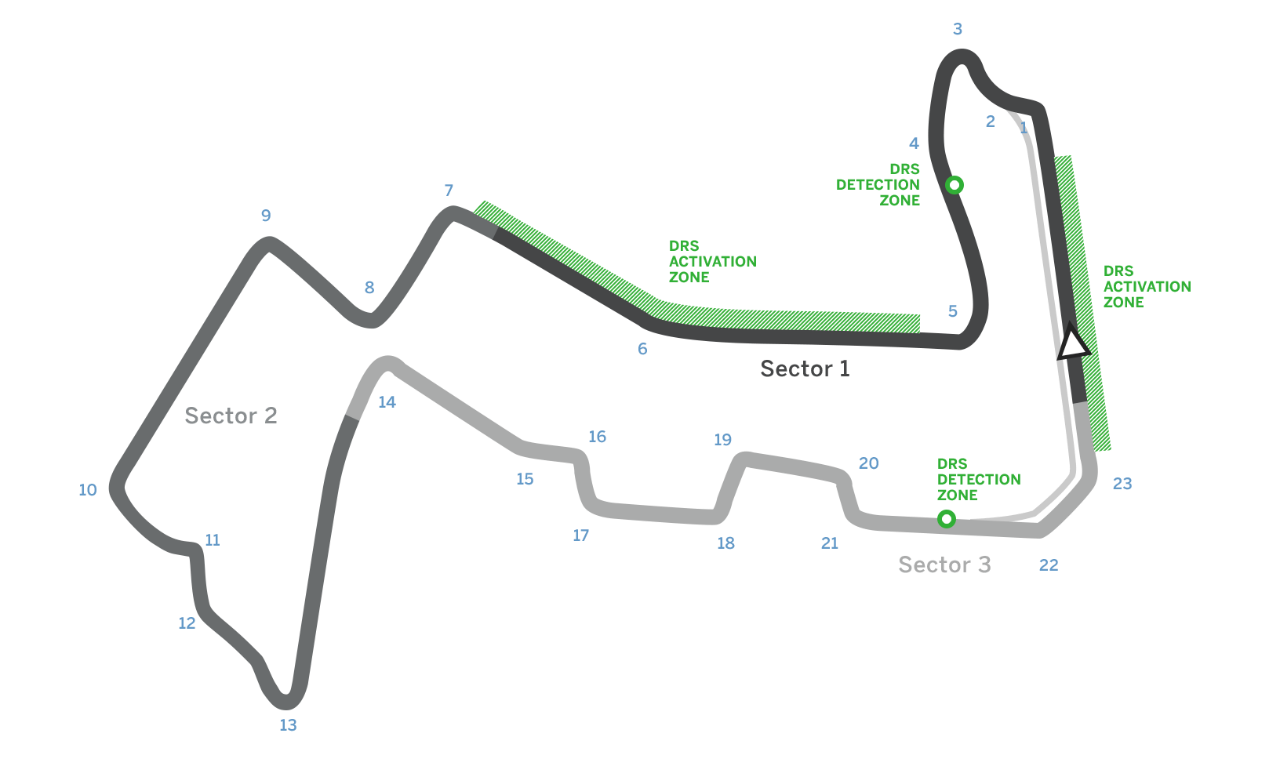 3
2
1
4
DRS
DETECTION
ZONE
7
9
DRS
ACTIVATION
ZONE
DRS
ACTIVATION
ZONE
8
5
6
Sector 1
14
Sector 2
16
19
20
15
DRS
DETECTION
ZONE
23
10
17
18
21
11
Sector 3
22
12
13